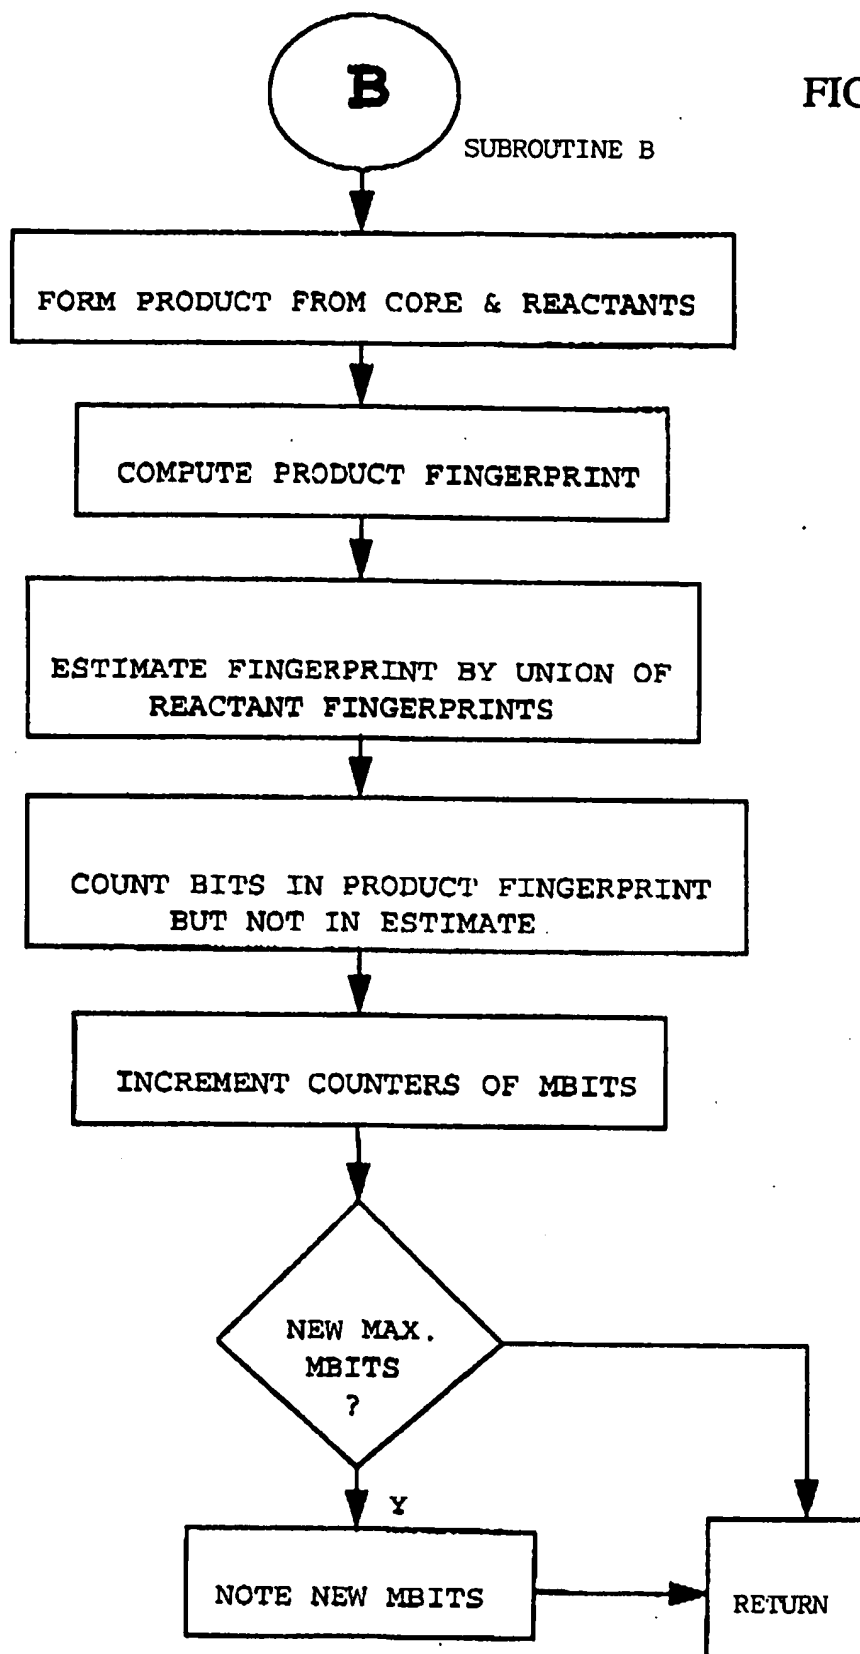 B
FIG
SUBROUTINE B
FORM PRODUCT FROM CORE & REACTANTS
COMPUTE PRODUCT FINGERPRINT
ESTIMATE FINGERPRINT BY UNION OF
REACTANT FINGERPRINTS
COUNT BITS IN PRODUCT FINGERPRINT
BUT NOT IN ESTIMATE
INCREMENT COUNTERS OF MBITS
NEW MAX.
MBITS
?
Y
NOTE NEW MBITS
RETURN